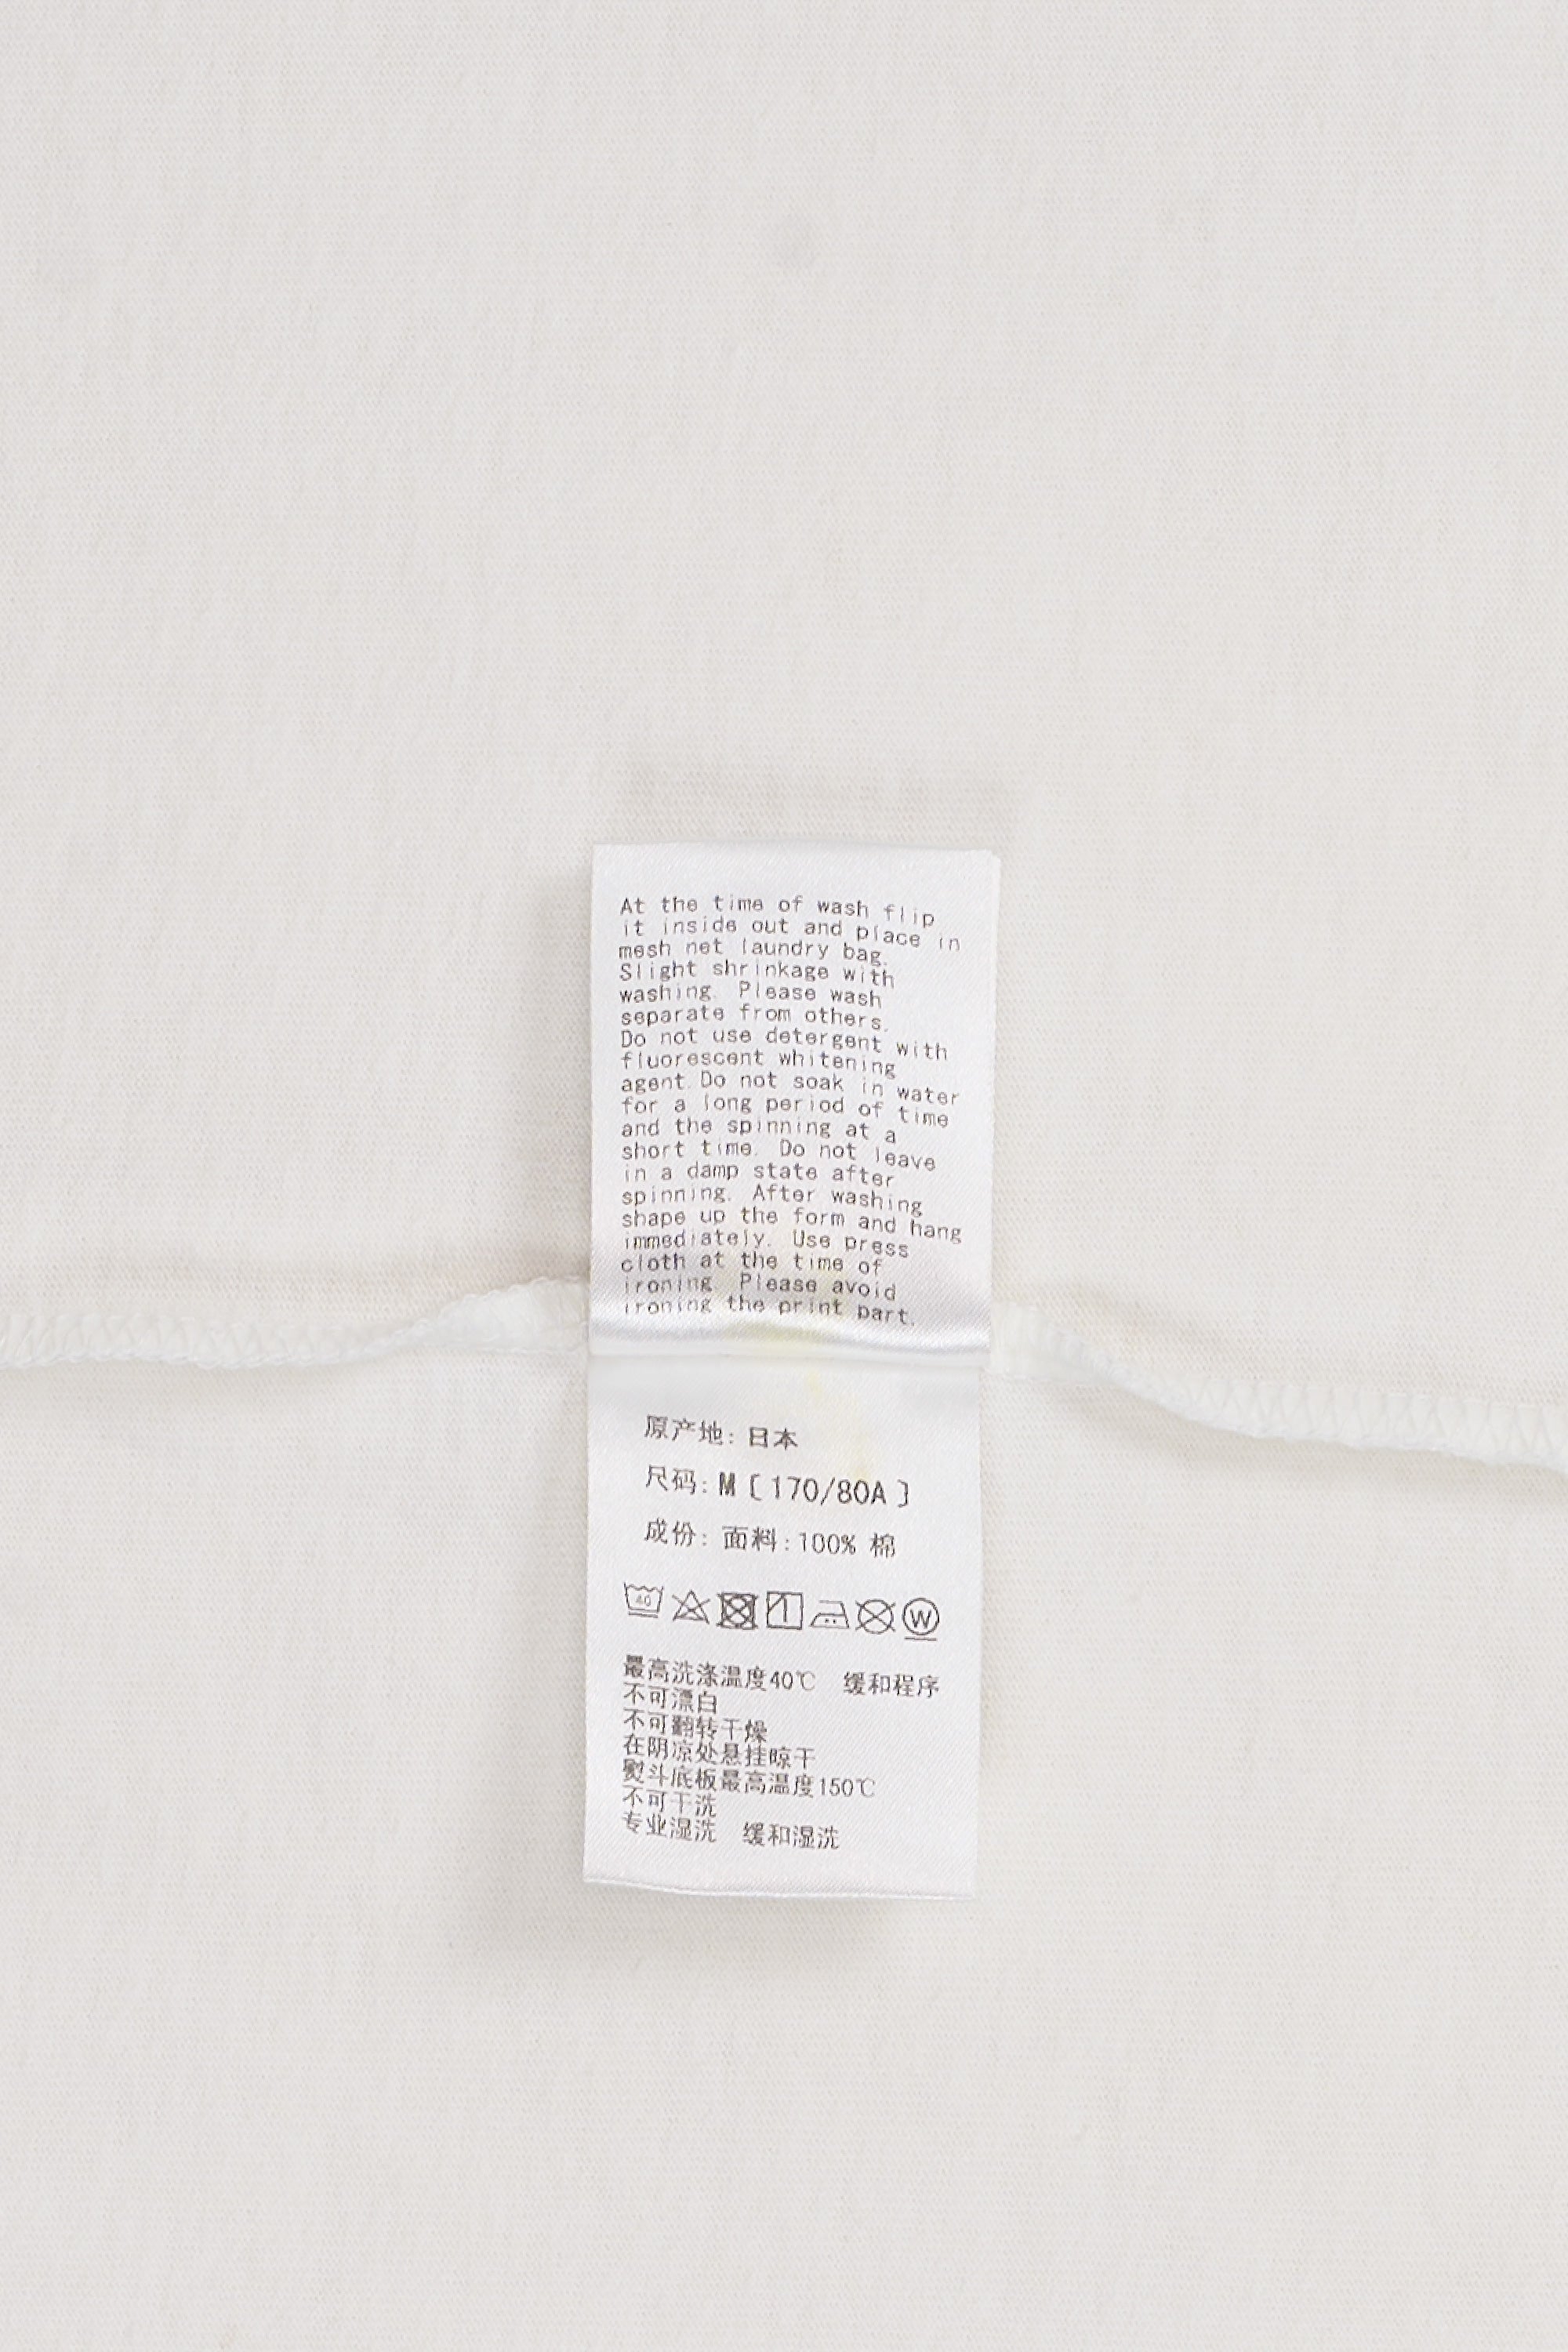 At the time of wash flip
it inside out and place in
mesh net laundry bag.
Slight shrinkage with
washing. Please wash
separate from others.
Do not use detergent with
fluorescent whitening
agent.Do not soak in water
for a long period of time
and the spinning at a
short time. Do not leave
in a damp state after
spinning. After washing
shape up the form and hang
immediately. Use press
cloth at the time of
ironing. Please avoid
ironing the print part.
原产地: 日本
尺码: M〔170/80A〕
成份: 面料:100% 棉
40 W
最高洗涤温度40℃ 缓和程序
不可漂白
不可翻转干燥
在阴凉处悬挂晾干
熨斗底板最高温度150℃
不可干洗
专业湿洗 缓和湿洗